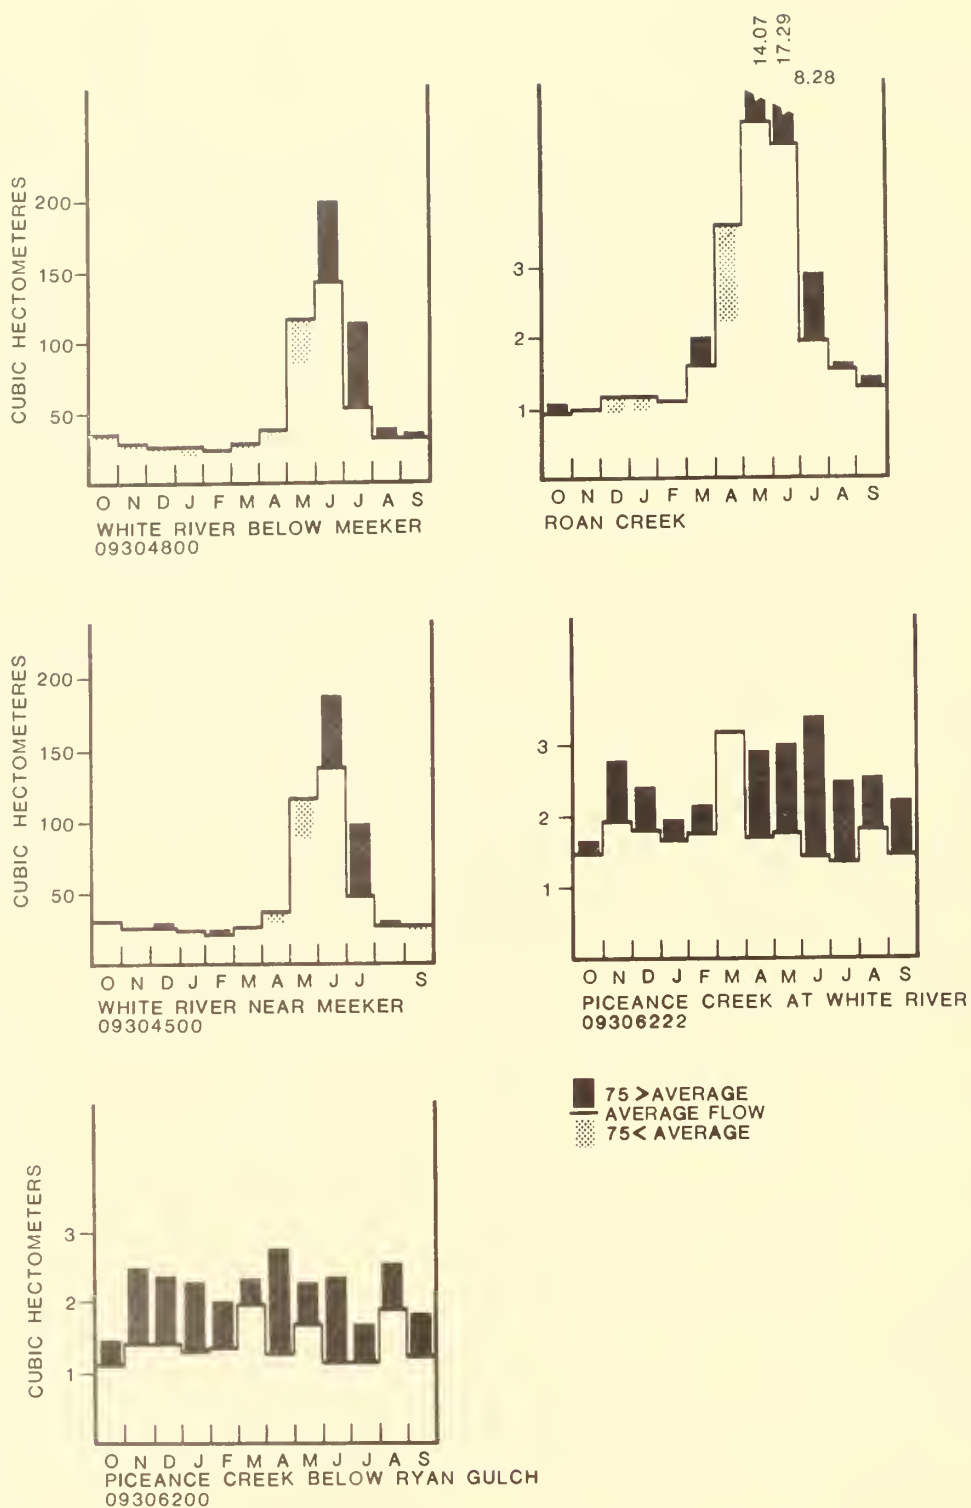 14.07
17.29
8.28
CUBIC HECTOMETERES
200
150
100
50
O N D J F M A M J J A S
WHITE RIVER BELOW MEEKER
09304800
3
2
1
O N D J F M A M J J A S
ROAN CREEK
CUBIC HECTOMETERES
200
150
100
50
O N D J F M A M J J S
WHITE RIVER NEAR MEEKER
09304500
3
2
1
O N D J F M A M J J A S
PICEANCE CREEK AT WHITE RIVER
09306222
75 > AVERAGE
AVERAGE FLOW
75 < AVERAGE
CUBIC HECTOMETERS
3
2
1
O N D J F M A M J J A S
PICEANCE CREEK BELOW RYAN GULCH
09306200